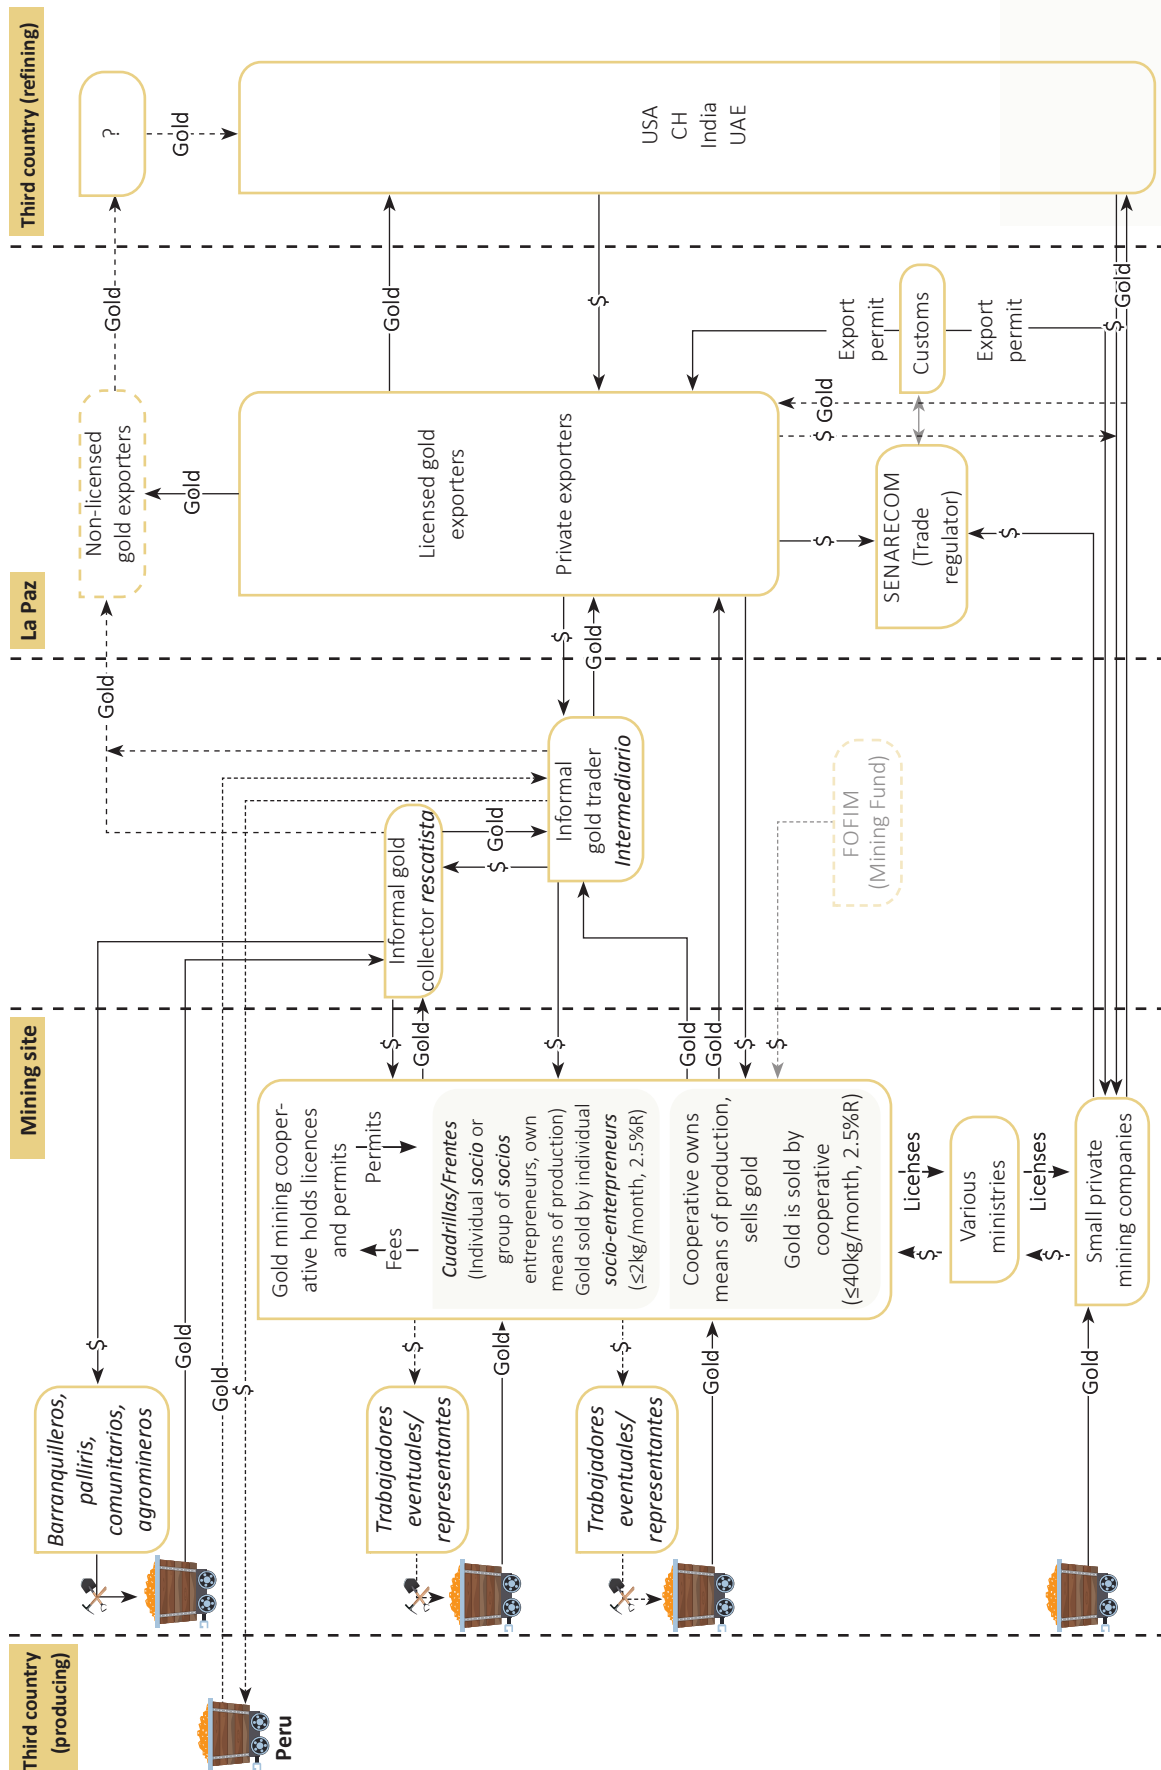 Third country
(producing)
Mining site
La Paz
Third country (refining)
Peru
Gold
$
Barranquilleros,
palliris,
comunitarios,
agromineros
$
Gold
Trabajadores
eventuales/
representantes
$
Gold
Trabajadores
eventuales/
representantes
$
Gold
Gold
Gold mining cooper-
ative holds licences
and permits
Fees
Permits
Cuadrillas/Frentes
(Individual socio or
group of socios
entrepreneurs, own
means of production)
Gold sold by individual
socio-enterpreneurs
(≤2kg/month, 2.5%R)
Cooperative owns
means of production,
sells gold
Gold is sold by
cooperative
(≤40kg/month, 2.5%R)
$
Licenses
Various
ministries
$
Licenses
Small private
mining companies
$
Gold
$
Gold
Gold
$
$
Informal gold
collector rescatista
$
Gold
Informal
gold trader
Intermediario
FOFIM
(Mining Fund)
Gold
$
Gold
Non-licensed
gold exporters
Gold
Licensed gold
exporters
Private exporters
$
SENARECOM
(Trade
regulator)
$
$
Gold
Customs
Export
permit
Export
permit
Gold
Gold
$
$
Gold
?
Gold
USA
CH
India
UAE